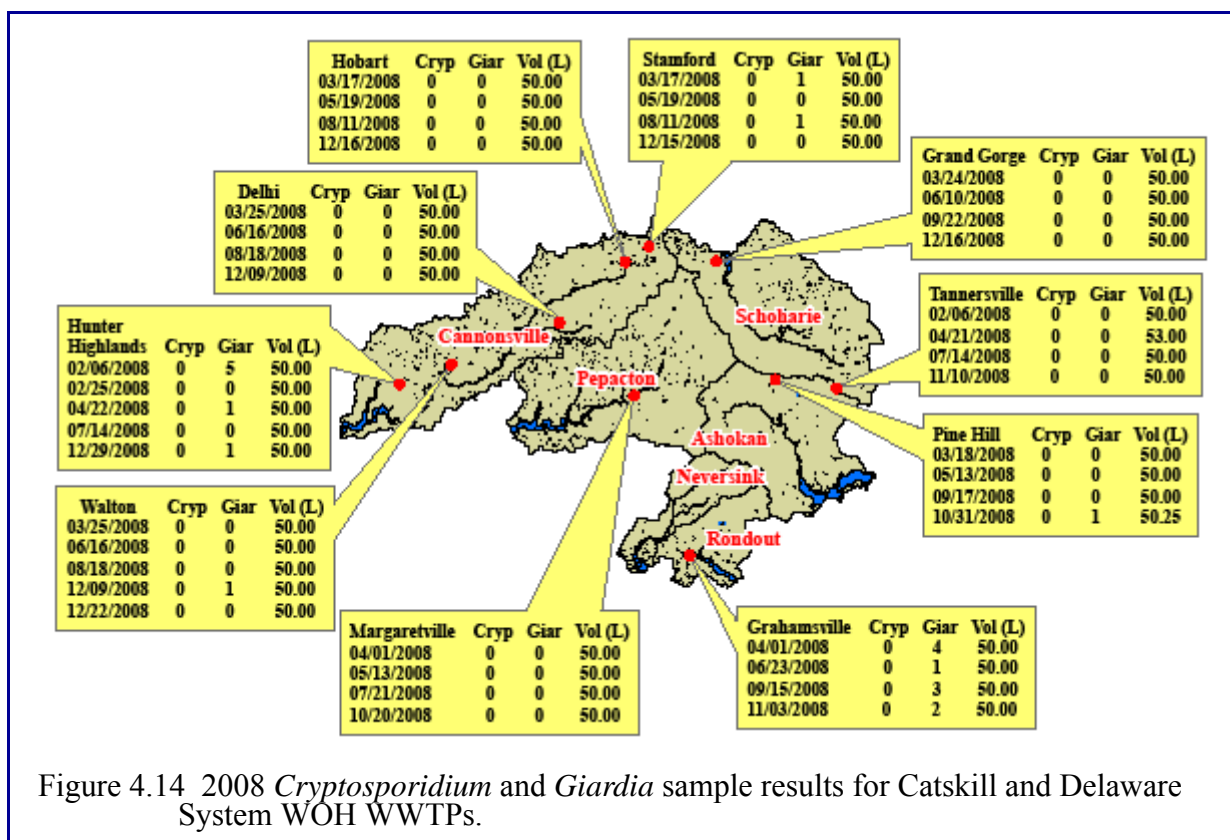 Hobart Cryp Giar Vol (L)
03/17/2008 0 0 50.00
05/19/2008 0 0 50.00
08/11/2008 0 0 50.00
12/16/2008 0 0 50.00
Stamford Cryp Giar Vol (L)
03/17/2008 0 1 50.00
05/19/2008 0 0 50.00
08/11/2008 0 1 50.00
12/15/2008 0 0 50.00
Grand Gorge Cryp Giar Vol (L)
03/24/2008 0 0 50.00
06/10/2008 0 0 50.00
09/22/2008 0 0 50.00
12/16/2008 0 0 50.00
Delhi Cryp Giar Vol (L)
03/25/2008 0 0 50.00
06/16/2008 0 0 50.00
08/18/2008 0 0 50.00
12/09/2008 0 0 50.00
Tannersville Cryp Giar Vol (L)
02/06/2008 0 0 50.00
04/21/2008 0 0 53.00
07/14/2008 0 0 50.00
11/10/2008 0 0 50.00
Hunter
Highlands Cryp Giar Vol (L)
02/06/2008 0 5 50.00
02/25/2008 0 0 50.00
04/22/2008 0 1 50.00
07/14/2008 0 0 50.00
12/29/2008 0 1 50.00
Schoharie
Cannonsville
Pepacton
Ashokan
Neversink
Rondout
Pine Hill Cryp Giar Vol (L)
03/18/2008 0 0 50.00
05/13/2008 0 0 50.00
09/17/2008 0 0 50.00
10/31/2008 0 1 50.25
Walton Cryp Giar Vol (L)
03/25/2008 0 0 50.00
06/16/2008 0 0 50.00
08/18/2008 0 0 50.00
12/09/2008 0 1 50.00
12/22/2008 0 0 50.00
Margaretville Cryp Giar Vol (L)
04/01/2008 0 0 50.00
05/13/2008 0 0 50.00
07/21/2008 0 0 50.00
10/20/2008 0 0 50.00
Grahamsville Cryp Giar Vol (L)
04/01/2008 0 4 50.00
06/23/2008 0 1 50.00
09/15/2008 0 3 50.00
11/03/2008 0 2 50.00
Figure 4.14 2008 Cryptosporidium and Giardia sample results for Catskill and Delaware
System WOH WWTPs.